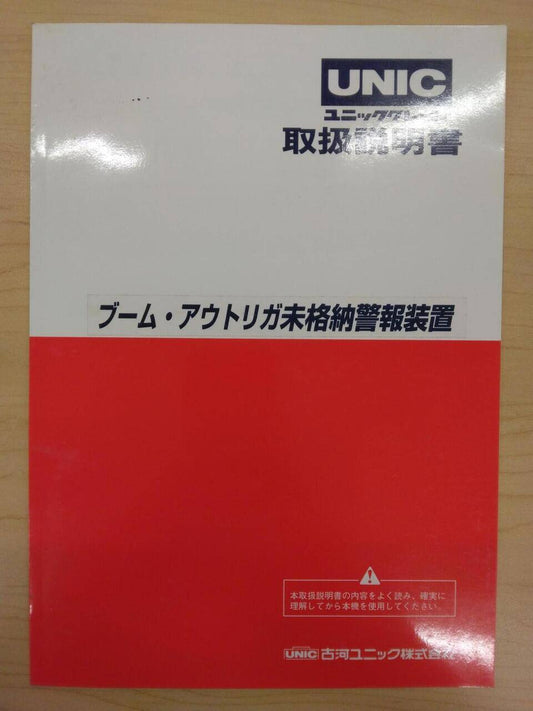 UNIC
ユニッククレーン
取扱説明書
ブーム・アウトリガ未格納警報装置
本取扱説明書の内容をよく読み、確実に
理解してから本機を使用してください。
UNIC 古河ユニック株式会社